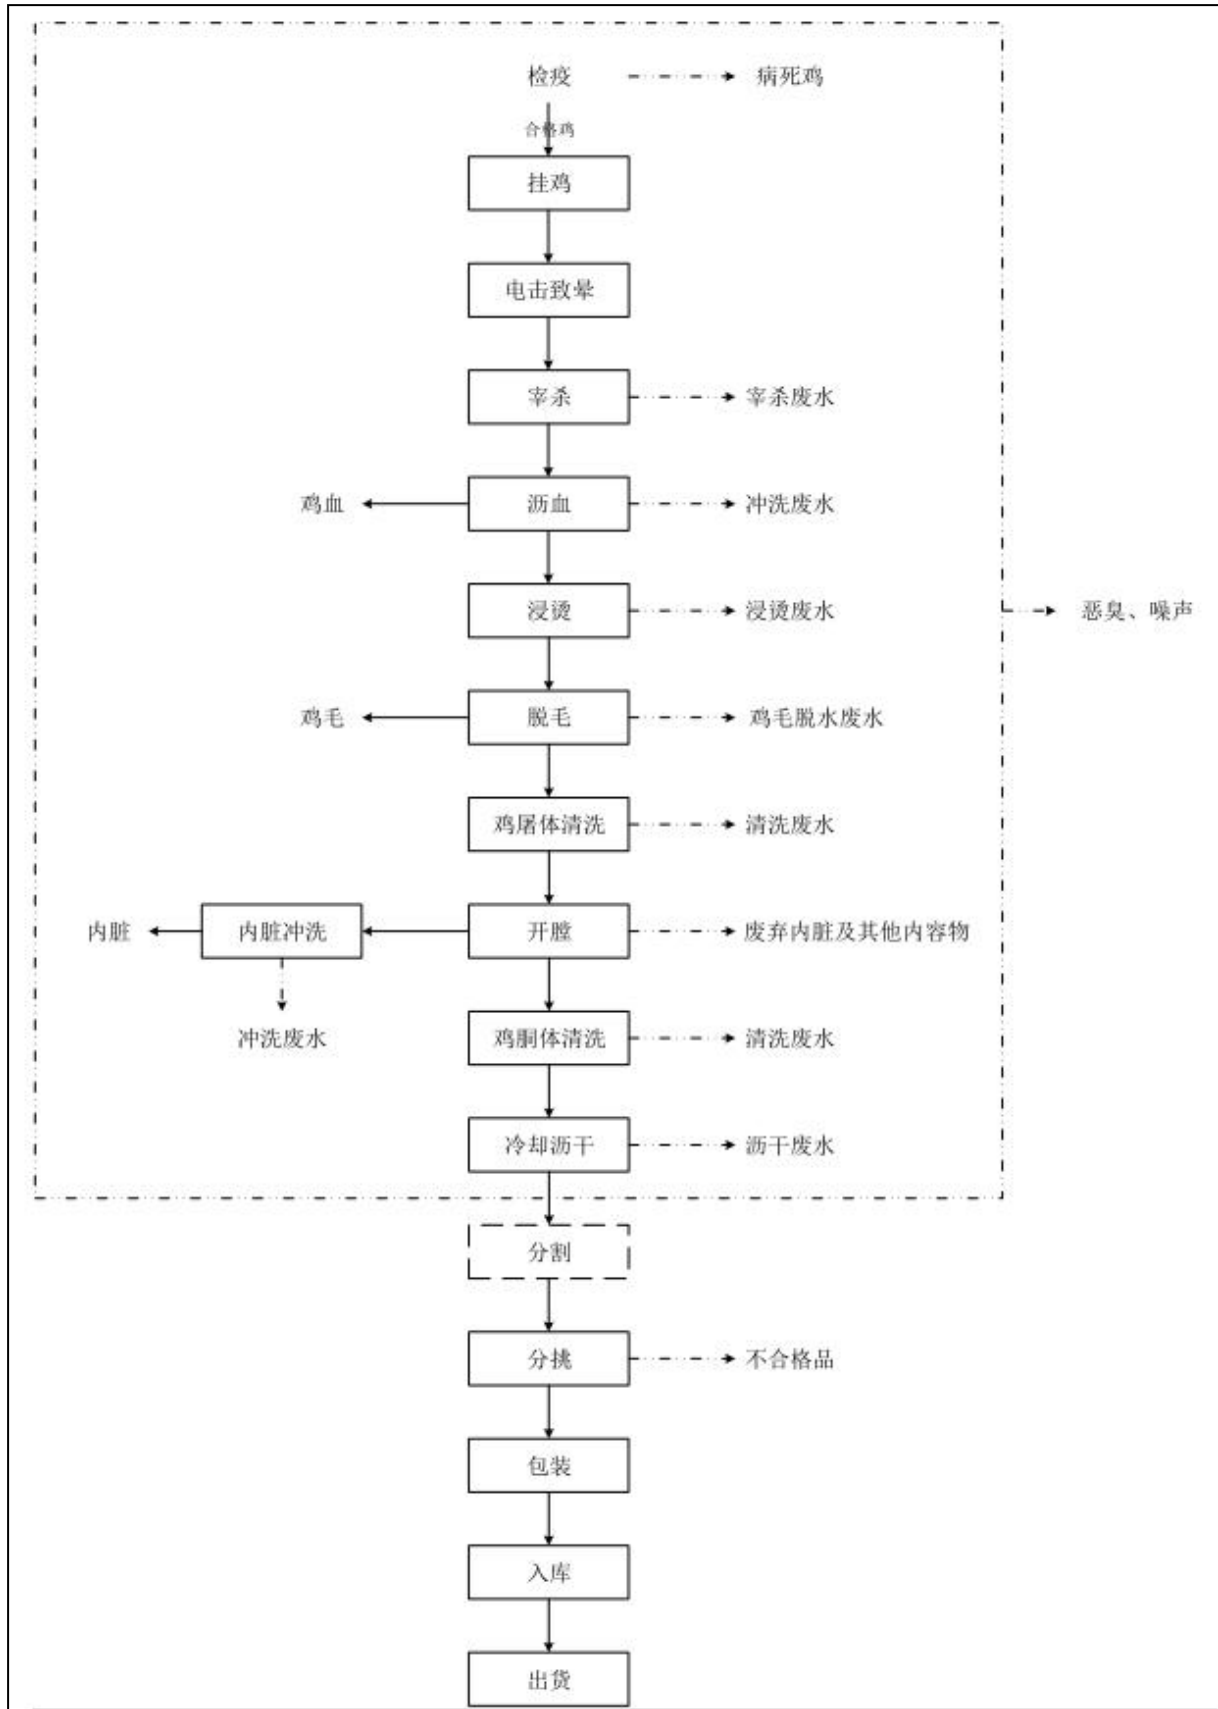 检疫 病死鸡
合格鸡
挂鸡
电击致晕
宰杀 宰杀废水
鸡血 沥血 冲洗废水
浸烫 浸烫废水 恶臭、噪声
鸡毛 脱毛 鸡毛脱水废水
鸡屠体清洗 清洗废水
内脏 内脏冲洗 开膛 废弃内脏及其他内容物
冲洗废水 鸡胴体清洗 清洗废水
冷却沥干 沥干废水
分割
分挑 不合格品
包装
入库
出货